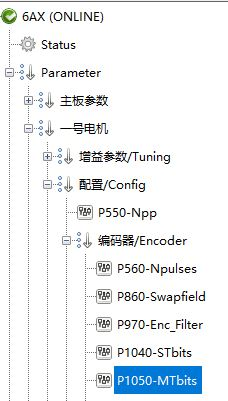 6AX (ONLINE)
Status
Parameter
主板参数
一号电机
增益参数/Tuning
配置/Config
P550-Npp
编码器/Encoder
P560-Npulses
P860-Swapfield
P970-Enc_Filter
P1040-STbits
P1050-MTbits